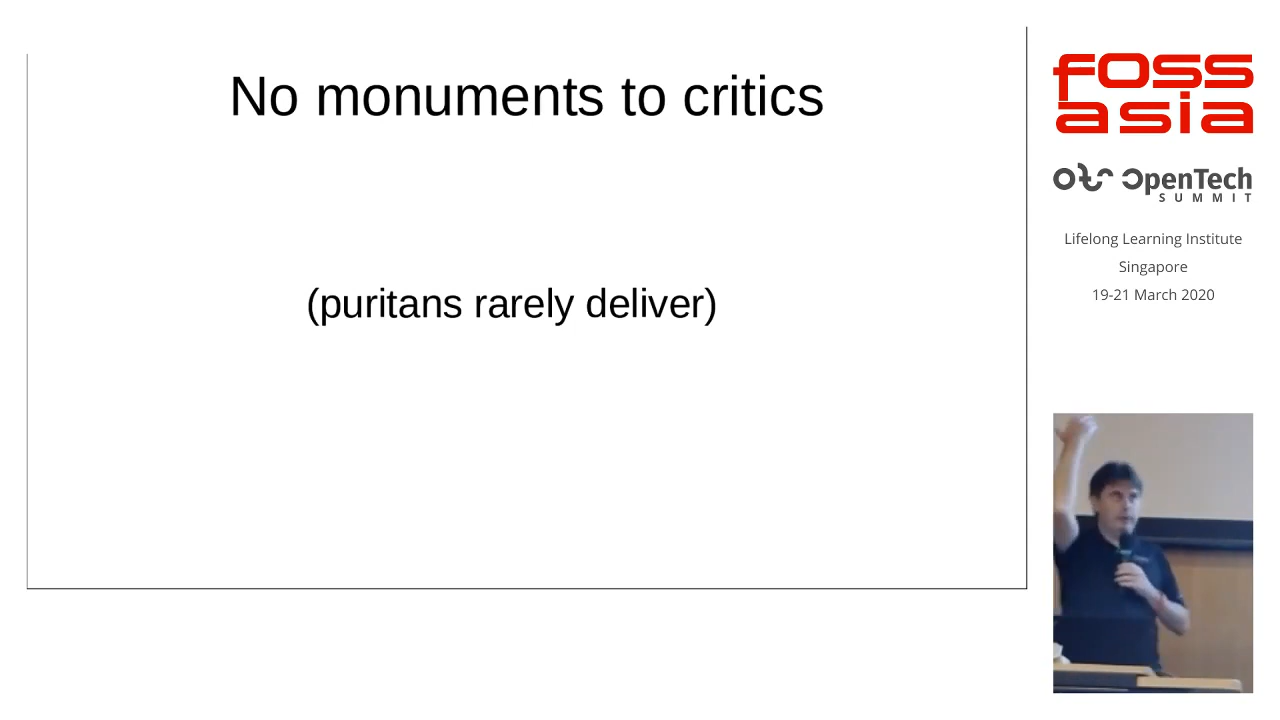 No monuments to critics
(puritans rarely deliver)
foss
asia
OpenTech
SUMMIT
Lifelong Learning Institute
Singapore
19-21 March 2020